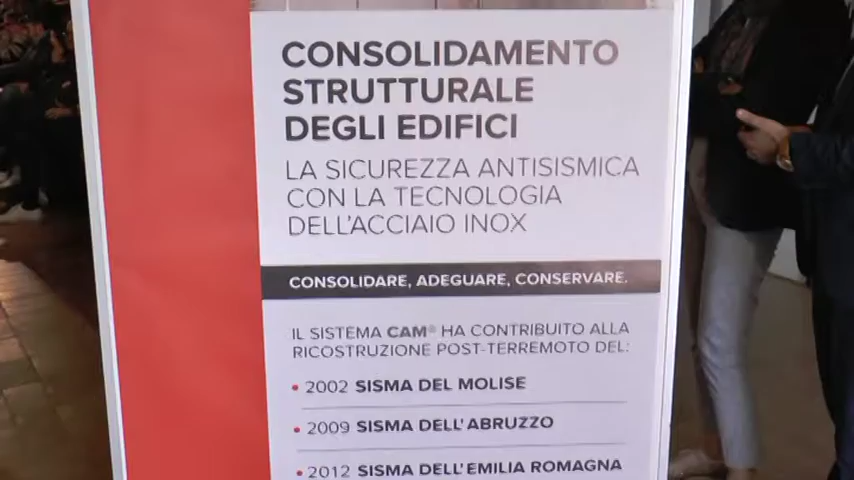 CONSOLIDAMENTO
STRUTTURALE
DEGLI EDIFICI
LA SICUREZZA ANTISISMICA
CON LA TECNOLOGIA
DELL'ACCIAIO INOX
CONSOLIDARE, ADEGUARE, CONSERVARE.
IL SISTEMA CAM® HA CONTRIBUITO ALLA
RICOSTRUZIONE POST-TERREMOTO DEL:
• 2002 SISMA DEL MOLISE
• 2009 SISMA DELL'ABRUZZO
• 2012 SISMA DELL'EMILIA ROMAGNA